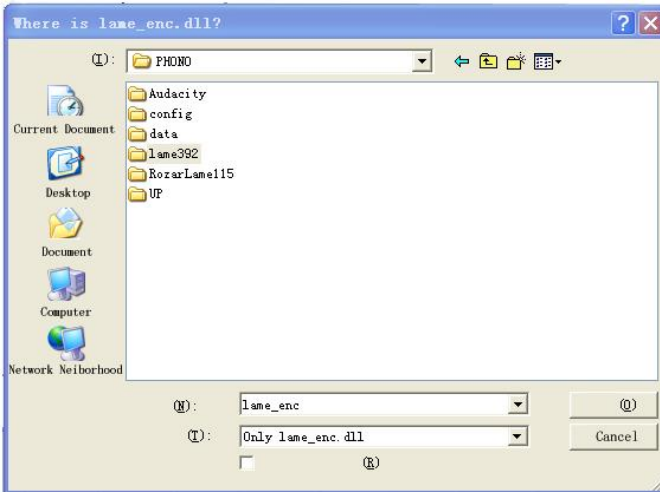 Where is lame_enc.dll?
(I):
PHONO
Audacity
config
data
lame392
RozarLame115
UP
Current Document
Desktop
Document
Computer
Network Neiborhood
(N):
lame_enc
(O)
(T):
Only lame_enc.dll
Cancel
(R)